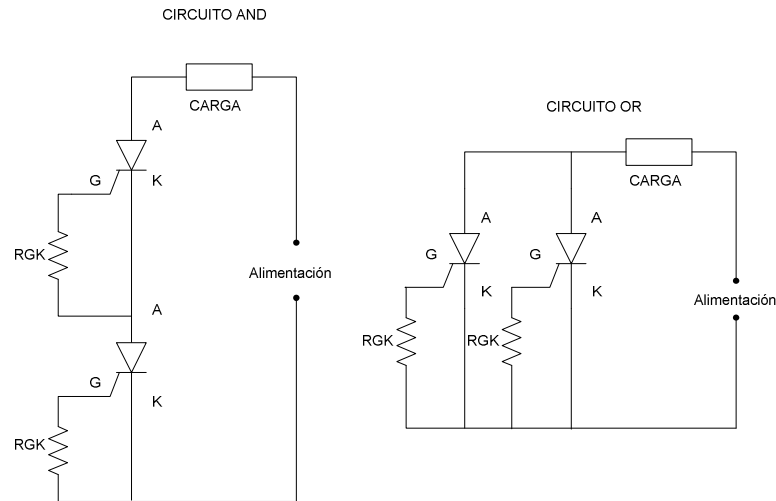 CIRCUITO AND
CARGA
A
G
K
RGK
Alimentación
A
G
K
RGK
CIRCUITO OR
CARGA
A
A
G
G
K
K
RGK
RGK
Alimentación